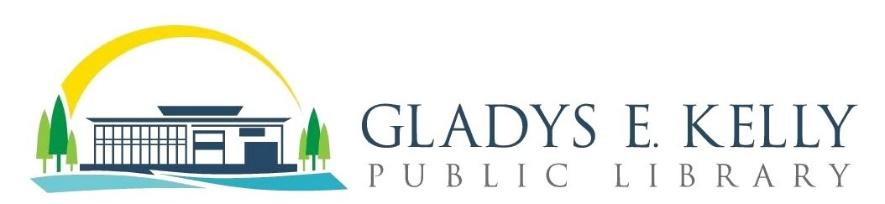 GLADYS E. KELLY
PUBLIC LIBRARY